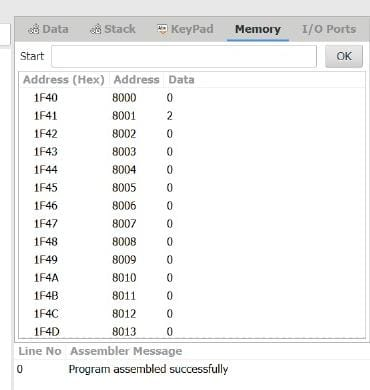 Data Stack KeyPad Memory I/O Ports
Start OK
Address (Hex) Address Data
1F40 8000 0
1F41 8001 2
1F42 8002 0
1F43 8003 0
1F44 8004 0
1F45 8005 0
1F46 8006 0
1F47 8007 0
1F48 8008 0
1F49 8009 0
1F4A 8010 0
1F4B 8011 0
1F4C 8012 0
1F4D 8013 0
Line No Assembler Message
0 Program assembled successfully